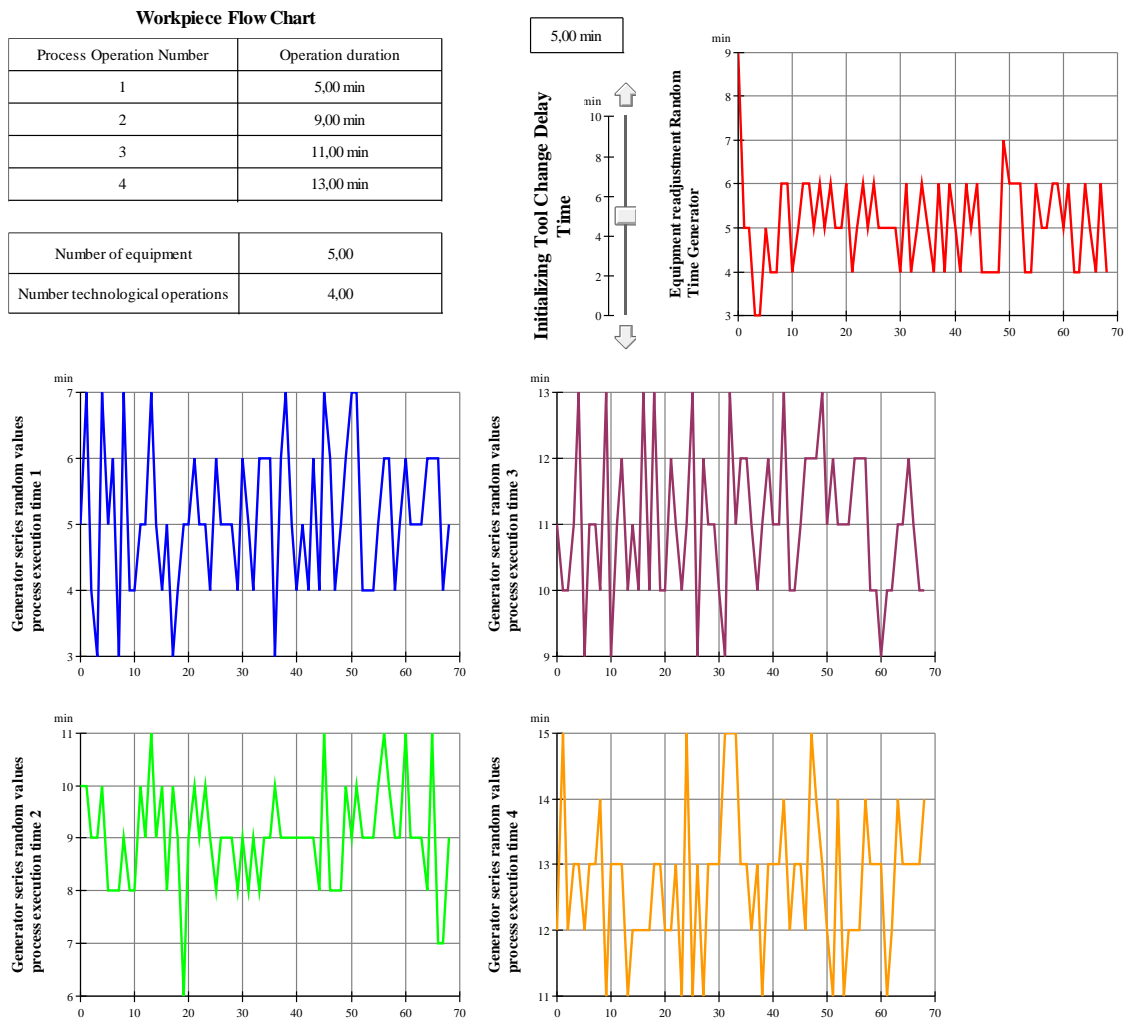 Workpiece Flow Chart
Process Operation Number Operation duration
1 5,00 min
2 9,00 min
3 11,00 min
4 13,00 min
Number of equipment 5,00
Number technological operations 4,00
5,00 min
Initializing Tool Change Delay
Time
min
10
8
6
4
2
0
Equipment readjustment Random
Time Generator
min
9
8
7
6
5
4
3
0 10 20 30 40 50 60 70
Generator series random values
process execution time 1
min
7
6
5
4
3
0 10 20 30 40 50 60 70
Generator series random values
process execution time 3
min
13
12
11
10
9
0 10 20 30 40 50 60 70
Generator series random values
process execution time 2
min
11
10
9
8
7
6
0 10 20 30 40 50 60 70
Generator series random values
process execution time 4
min
15
14
13
12
11
0 10 20 30 40 50 60 70